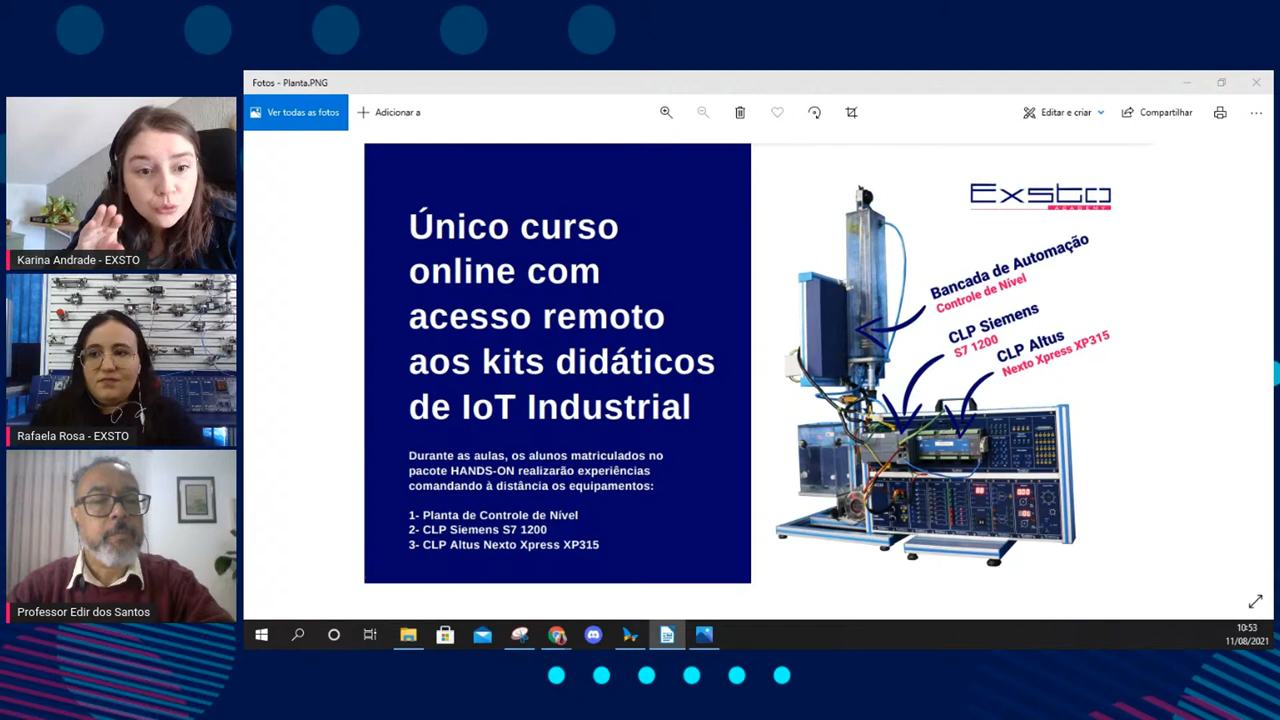 Karina Andrade - EXSTO
Rafaela Rosa - EXSTO
Professor Edir dos Santos
Fotos - Planta.PNG
Ver todas as fotos
Adicionar a
Editar e criar
Compartilhar
Único curso
online com
acesso remoto
aos kits didáticos
de IoT Industrial
Durante as aulas, os alunos matriculados no
pacote HANDS-ON realizarão experiências
comandando à distância os equipamentos:
1- Planta de Controle de Nível
2- CLP Siemens S7 1200
3- CLP Altus Nexto Xpress XP315
Exsto
ACADEMY
Bancada de Automação
Controle de Nível
CLP Siemens
S7 1200
CLP Altus
Nexto Xpress XP315
10:53
11/08/2021